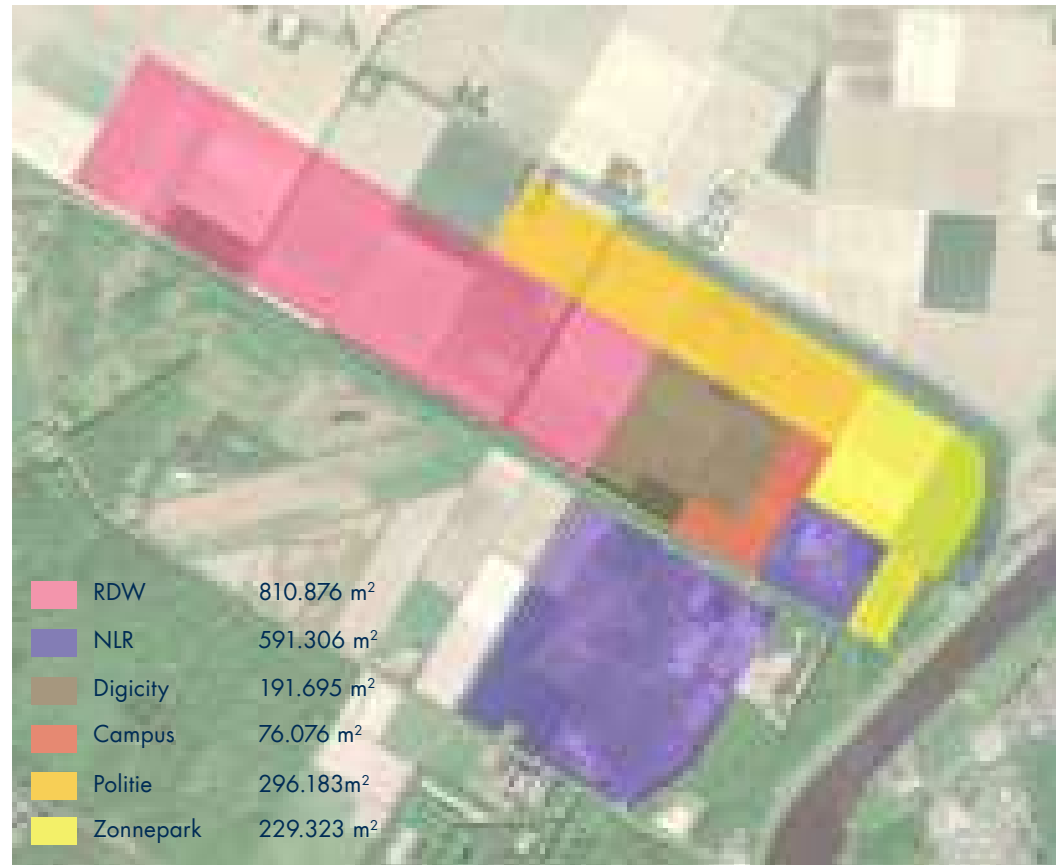 RDW 810.876 m²
NLR 591.306 m²
Digicity 191.695 m²
Campus 76.076 m²
Politie 296.183m²
Zonnepark 229.323 m²